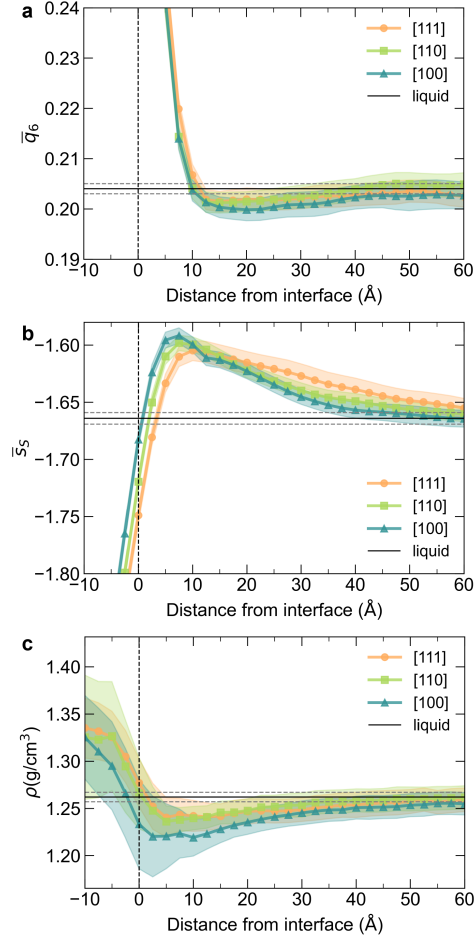 a
0.24
0.23
0.22
0.21
0.20
0.19
q̅6
[111]
[110]
[100]
liquid
−10 0 10 20 30 40 50 60
Distance from interface (Å)
b
−1.60
−1.65
−1.70
−1.75
−1.80
s̅S
[111]
[110]
[100]
liquid
−10 0 10 20 30 40 50 60
Distance from interface (Å)
c
1.40
1.35
1.30
1.25
1.20
ρ(g/cm³)
[111]
[110]
[100]
liquid
−10 0 10 20 30 40 50 60
Distance from interface (Å)